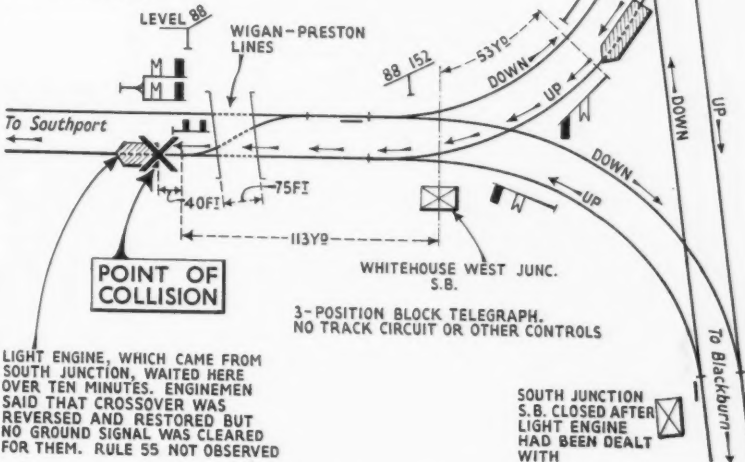 LEVEL 88
WIGAN-PRESTON
LINES
M
M
88 152
53YD
DOWN
UP
DOWN
UP
To Southport
DOWN
UP
M
M
40FT
75FT
113YD
POINT OF
COLLISION
WHITEHOUSE WEST JUNC.
S.B.
3-POSITION BLOCK TELEGRAPH.
NO TRACK CIRCUIT OR OTHER CONTROLS
To Blackburn
LIGHT ENGINE, WHICH CAME FROM
SOUTH JUNCTION, WAITED HERE
OVER TEN MINUTES. ENGINEMEN
SAID THAT CROSSOVER WAS
REVERSED AND RESTORED BUT
NO GROUND SIGNAL WAS CLEARED
FOR THEM. RULE 55 NOT OBSERVED
SOUTH JUNCTION
S.B. CLOSED AFTER
LIGHT ENGINE
HAD BEEN DEALT
WITH